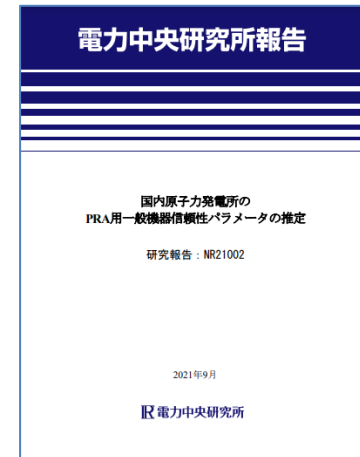 電力中央研究所報告
国内原子力発電所の
PRA用一般機器信頼性パラメータの推定
研究報告：NR21002
2021年9月
電力中央研究所